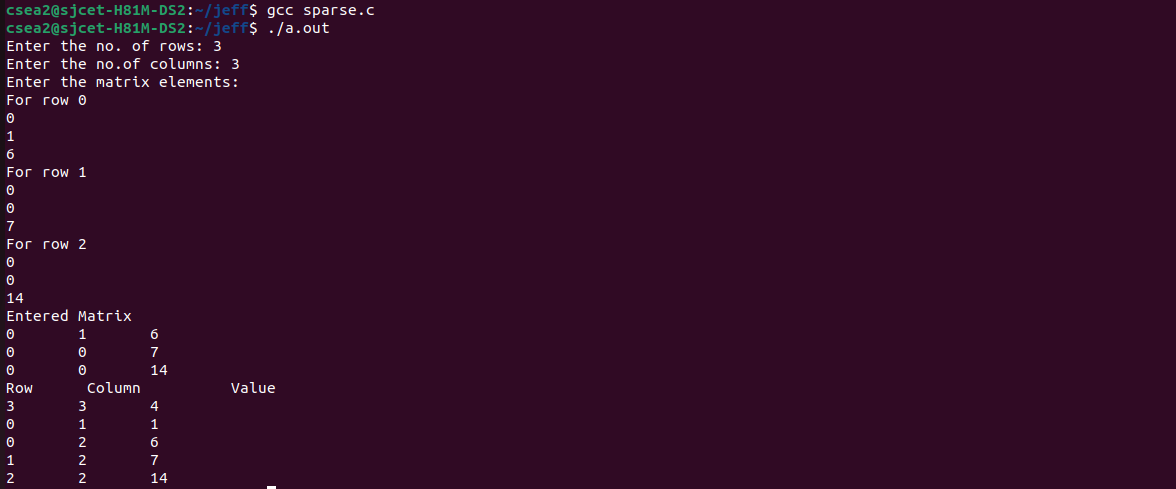 csea2@sjcet-H81M-DS2:~/jeff$ gcc sparse.c
csea2@sjcet-H81M-DS2:~/jeff$ ./a.out
Enter the no. of rows: 3
Enter the no.of columns: 3
Enter the matrix elements:
For row 0
0
1
6
For row 1
0
0
7
For row 2
0
0
14
Entered Matrix
0       1       6
0       0       7
0       0       14
Row      Column          Value
3       3       4
0       1       1
0       2       6
1       2       7
2       2       14